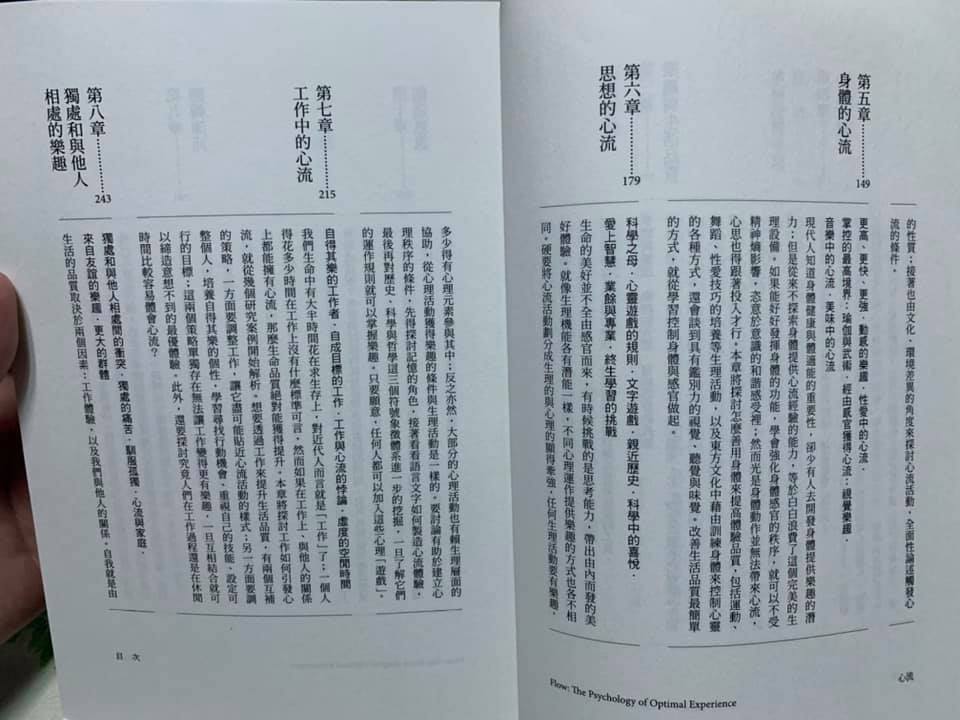 的性質；接著也由文化、環境旁異的角度來探討心流活動，全面性論述觸發心
流的條件。
第五章…………149
身體的心流
更高、更快、更強．動感的樂趣．性愛中的心流．
掌控的最高境界：瑜伽與武術．經由感官獲得心流：視覺樂趣．
音樂中的心流．美味中的心流
現代人知道身體健康與體適能的重要性，卻少有人去開發身體提供樂趣的潛
力；但是從來不探索身體提供心流經驗的能力，等於白白浪費了這個完美的生
理設備。如果能好好發揮身體的功能，學會強化身體感官的秩序，就可以不受
精神熵影響，恣意於意識的和諧感受裡；然而光是身體動作並無法帶來心流，
心思也得跟著投入才行。本章將探討怎麼善用身體來提高體驗品質，包括運動、
舞蹈、性愛技巧的培養等生理活動，以及東方文化中藉由訓練身體來控制心靈
的各種方式，還會談到具有鑑別力的視覺、聽覺與味覺。改善生活品質最簡單
的方式，就從學習控制身體與感官做起。
第六章…………179
思想的心流
科學之母．心靈遊戲的規則．文字遊戲．親近歷史．科學中的喜悅．
愛上智慧．業餘與專業．終生學習的挑戰
生命的美好並不全由感官而來，有時候挑戰的是思考能力，帶出由內而發的美
好體驗。就像生理機能各有潛能一樣，不同心理運作提供樂趣的方式也各不相
同。硬要將心流活動劃分成生理的與心理的顯得牽強，任何生理活動要有樂趣，
心流
Flow: The Psychology of Optimal Experience
多少得有心理元素參與其中；反之亦然，大部分的心理活動也有賴生理層面的
協助。從心理活動獲得樂趣的條件與生理活動是一樣的。要討論有助於建立心
理秩序的條件，先得探討記憶的角色，接著看看語言文字如何製造心流體驗，
最後再對歷史、科學與哲學這三個符號象徵體系進一步的挖掘，一旦了解它們
的運作規則就可以掌握樂趣。只要願意，任何人都可以加入這些心理「遊戲」。
第七章…………215
工作中的心流
自得其樂的工作者．自成目標的工作．工作與心流的悖論．虛度的空閒時間
我們生命中有大半時間花在求生存上，對近代人而言就是「工作」了；一個人
得花多少時間在工作上沒有什麼標準可言，然而如果在工作上、與他人的關係
上都能擁有心流，那麼生命品質絕對能獲得提升。本章將探討工作如何引發心
流，就從幾個研究案例開始解析。想要透過工作來提升生活品質，有兩個互補
的策略，一方面要調整工作，讓它盡可能貼近心流活動的樣式；另一方面要調
整個人，培養自得其樂的個性，學習尋找行動機會、重視自己的技能、設定可
行的目標；這兩個策略單獨存在無法讓工作變得更有樂趣，一旦互相結合就可
以締造意想不到的最優體驗。此外，還要探討究竟人們在工作過程還是在休閒
時間比較容易體會心流？
第八章…………243
獨處和與他人
相處的樂趣
獨處和與他人相處間的衝突．獨處的痛苦．馴服孤獨．心流與家庭．
來自友誼的樂趣．更大的群體
生活的品質取決於兩個因素：工作體驗，以及我們與他人的關係。自我就是由
目 次